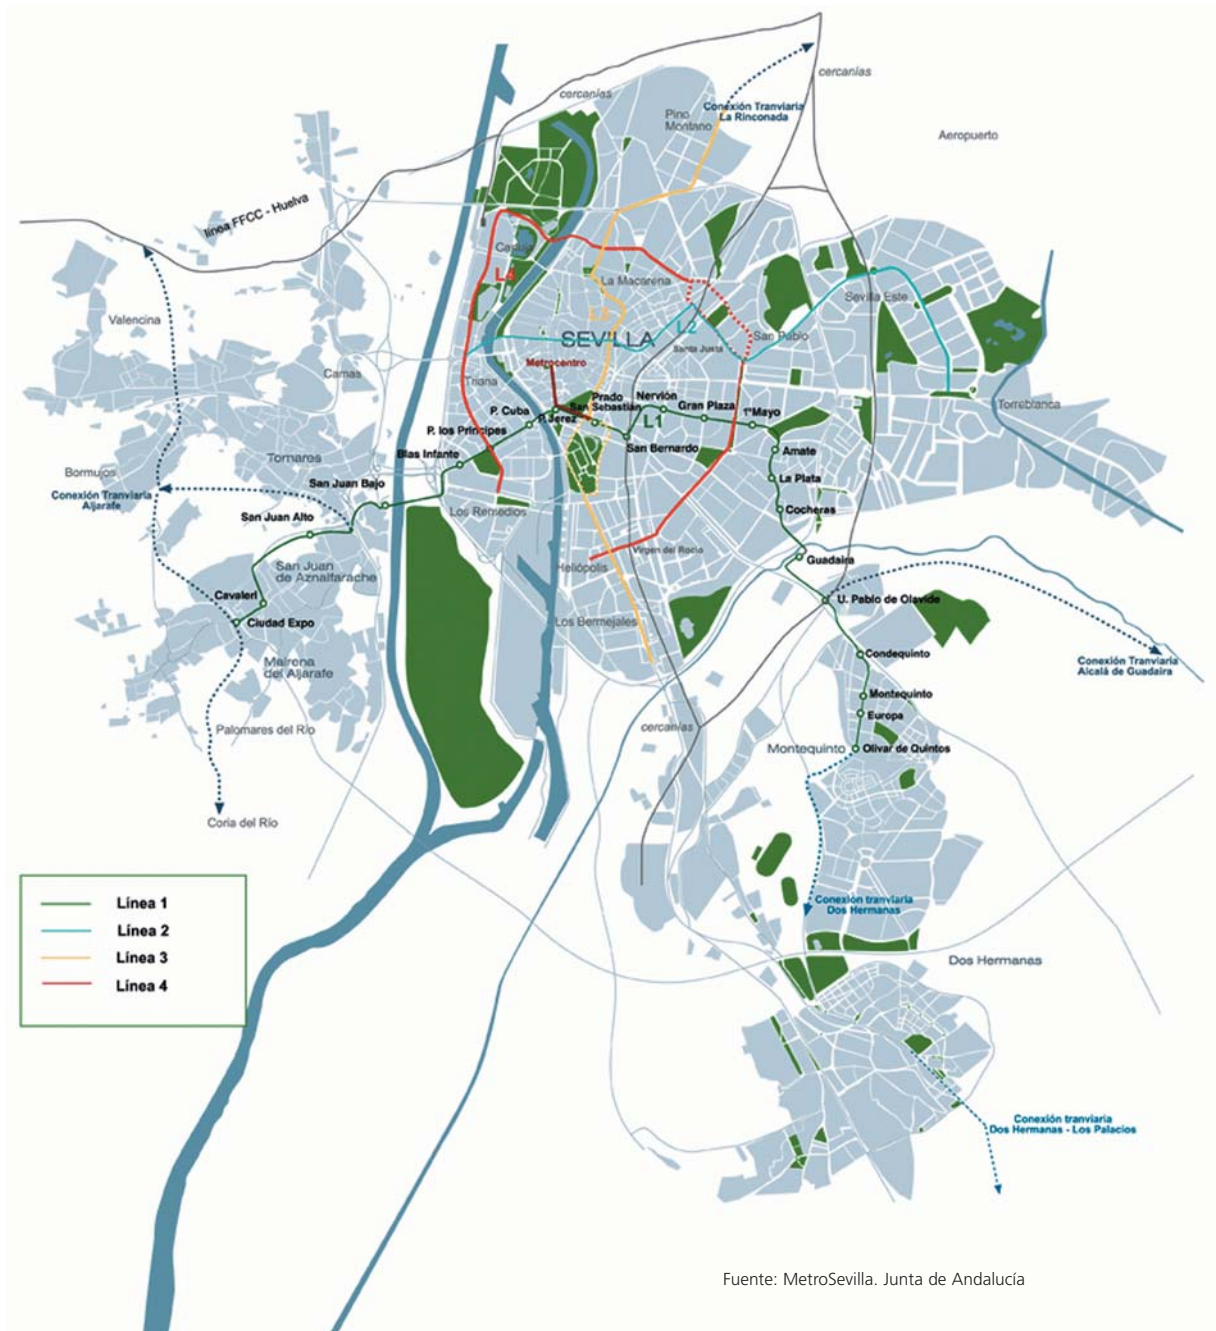 cercanías
cercanías
Pino
Montano
Conexión Tranviaria
La Rinconada
Aeropuerto
línea FFCC - Huelva
Cartuja
L4
La Macarena
Sevilla Este
Valencina
L3
SEVILLA
L2
San Pablo
Santa Justa
Metrocentro
Camas
Triana
Prado
San Sebastián
Nervión
Gran Plaza
1ºMayo
Torreblanca
P. Cuba
P. Jerez
L1
P. los Príncipes
San Bernardo
Amate
Blas Infante
Tomares
Bormujos
La Plata
San Juan Bajo
Conexión Tranviaria
Aljarafe
Cocheras
San Juan Alto
Los Remedios
Virgen del Rocío
Guadaira
Heliópolis
San Juan
de Aznalfarache
Cavaleri
U. Pablo de Olavide
Ciudad Expo
Los Bermejales
Condequinto
Mairena
del Aljarafe
Conexión Tranviaria
Alcalá de Guadaira
Montequinto
Europa
Palomares del Río
cercanías
Montequinto
Olivar de Quintos
Coria del Río
Línea 1
Línea 2
Línea 3
Línea 4
Conexión tranviaria
Dos Hermanas
Dos Hermanas
Conexión tranviaria
Dos Hermanas - Los Palacios
Fuente: MetroSevilla. Junta de Andalucía